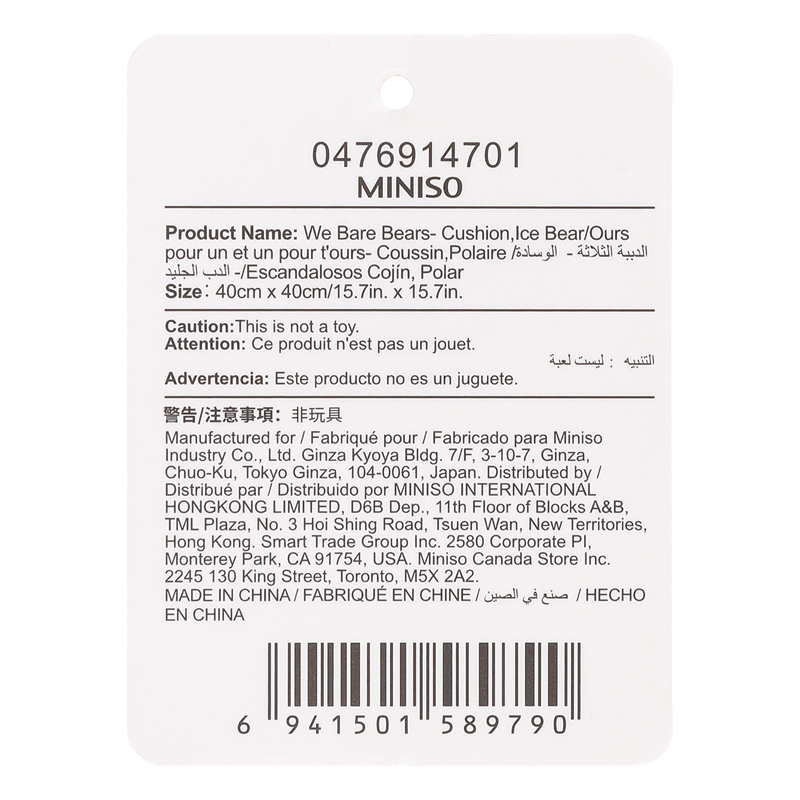 0476914701
MINISO
Product Name: We Bare Bears- Cushion,Ice Bear/Ours
pour un et un pour t'ours- Coussin,Polaire /الدببة الثلاثة - الوسادة
الدب الجليد -/Escandalosos Cojín, Polar
Size: 40cm x 40cm/15.7in. x 15.7in.
Caution:This is not a toy.
Attention: Ce produit n'est pas un jouet.
التنبيه : ليست لعبة
Advertencia: Este producto no es un juguete.
警告/注意事項：非玩具
Manufactured for / Fabriqué pour / Fabricado para Miniso
Industry Co., Ltd. Ginza Kyoya Bldg. 7/F, 3-10-7, Ginza,
Chuo-Ku, Tokyo Ginza, 104-0061, Japan. Distributed by /
Distribué par / Distribuido por MINISO INTERNATIONAL
HONGKONG LIMITED, D6B Dep., 11th Floor of Blocks A&B,
TML Plaza, No. 3 Hoi Shing Road, Tsuen Wan, New Territories,
Hong Kong. Smart Trade Group Inc. 2580 Corporate Pl,
Monterey Park, CA 91754, USA. Miniso Canada Store Inc.
2245 130 King Street, Toronto, M5X 2A2.
MADE IN CHINA / FABRIQUÉ EN CHINE / صنع في الصين / HECHO
EN CHINA
6 941501 589790